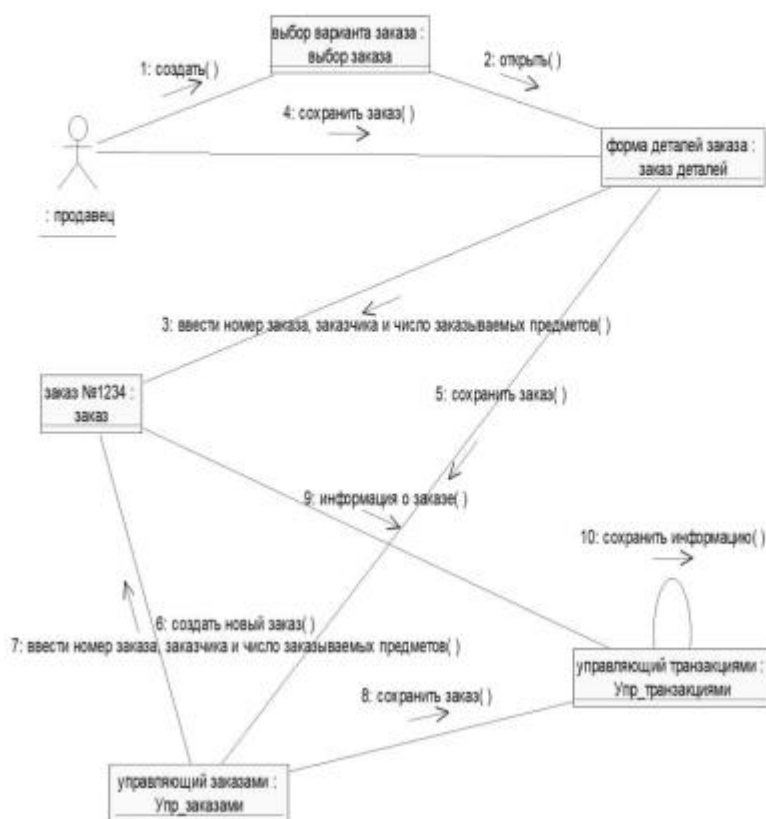 выбор варианта заказа :
выбор заказа
1: создать( )
2: открыть( )
4: сохранить заказ( )
форма деталей заказа :
заказ деталей
: продавец
3: ввести номер заказа, заказчика и число заказываемых предметов( )
заказ №1234 :
заказ
5: сохранить заказ( )
9: информация о заказе( )
10: сохранить информацию( )
6: создать новый заказ( )
7: ввести номер заказа, заказчика и число заказываемых предметов( )
управляющий транзакциями :
Упр_транзакциями
8: сохранить заказ( )
управляющий заказами :
Упр_заказами